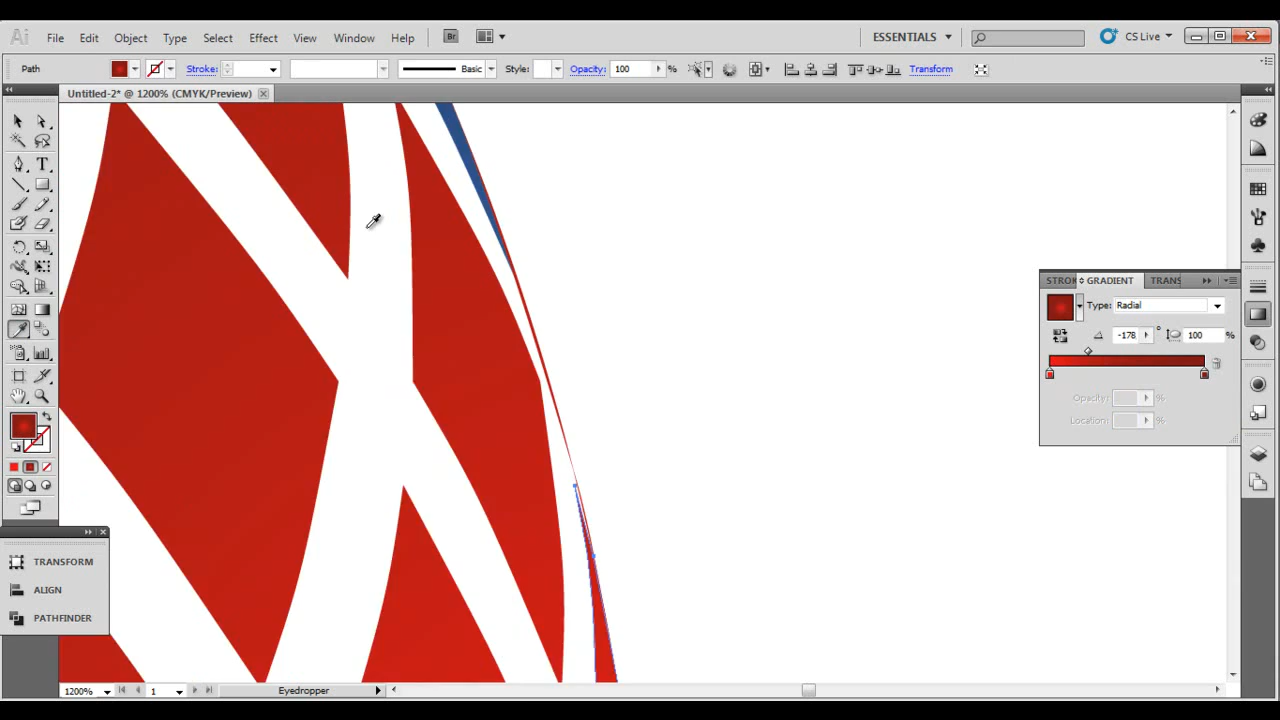 Ai File Edit Object Type Select Effect View Window Help Br ESSENTIALS CS Live
Path Stroke: Basic Style: Opacity: 100 % Transform
Untitled-2* @ 1200% (CMYK/Preview)
STROK GRADIENT TRANS
Type: Radial
-178 ° 100 %
Opacity: %
Location: %
TRANSFORM
ALIGN
PATHFINDER
1200% 1 Eyedropper